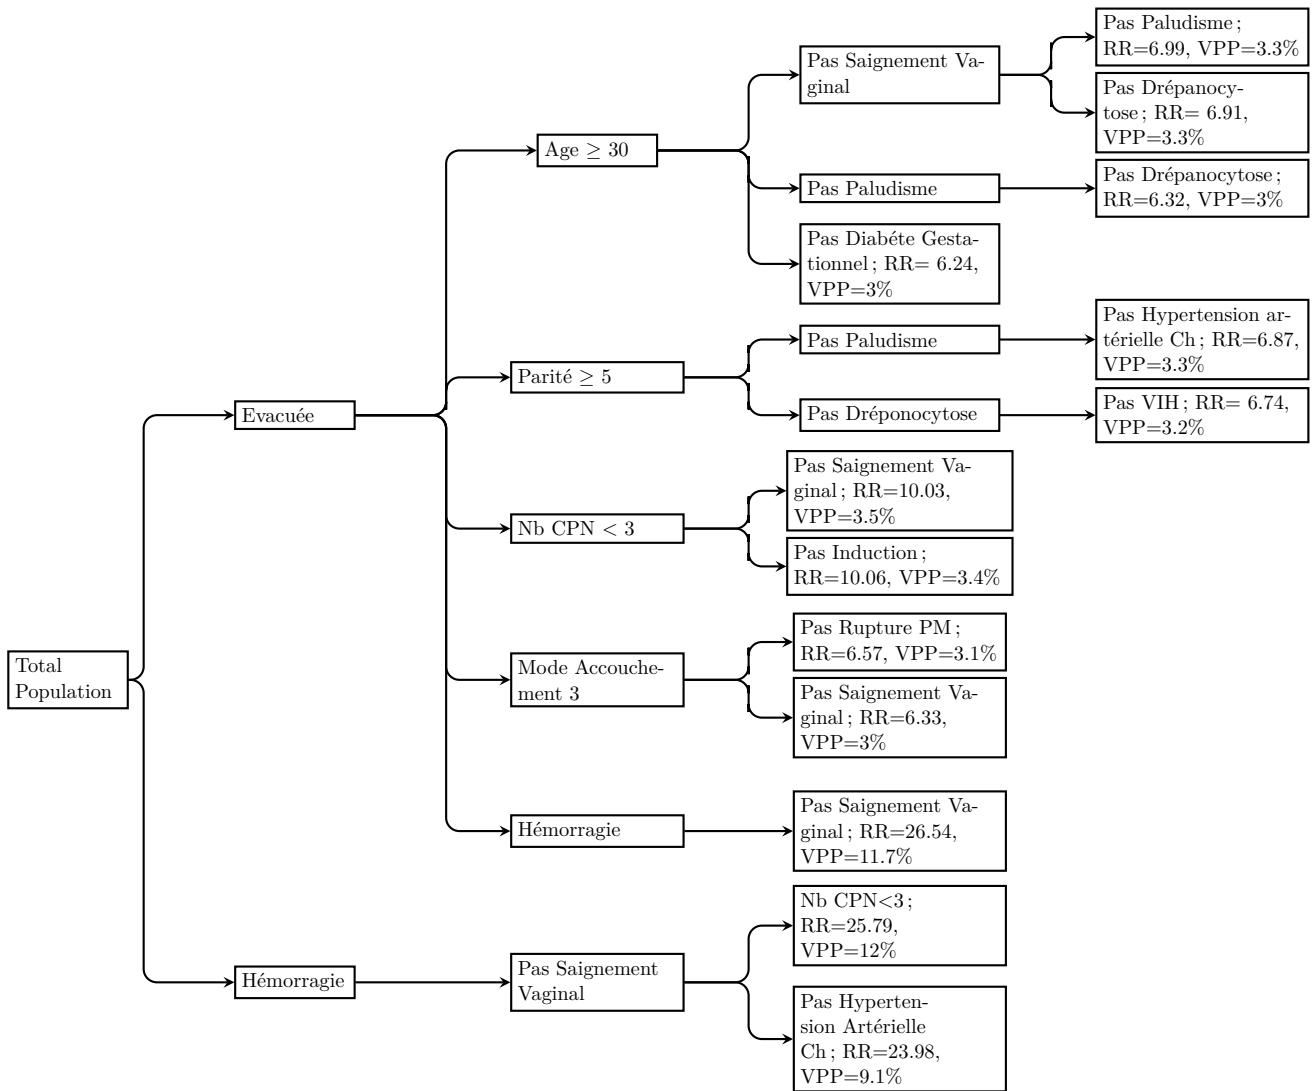 Pas Paludisme ;
RR=6.99, VPP=3.3%
Pas Saignement Va-
ginal
Pas Drépanocy-
tose ; RR= 6.91,
VPP=3.3%
Age ≥ 30
Pas Paludisme
Pas Drépanocytose ;
RR=6.32, VPP=3%
Pas Diabéte Gesta-
tionnel ; RR= 6.24,
VPP=3%
Pas Paludisme
Pas Hypertension ar-
térielle Ch ; RR=6.87,
VPP=3.3%
Parité ≥ 5
Evacuée
Pas Dréponocytose
Pas VIH ; RR= 6.74,
VPP=3.2%
Pas Saignement Va-
ginal ; RR=10.03,
VPP=3.5%
Nb CPN < 3
Pas Induction ;
RR=10.06, VPP=3.4%
Pas Rupture PM ;
RR=6.57, VPP=3.1%
Total
Population
Mode Accouche-
ment 3
Pas Saignement Va-
ginal ; RR=6.33,
VPP=3%
Hémorragie
Pas Saignement Va-
ginal ; RR=26.54,
VPP=11.7%
Nb CPN<3 ;
RR=25.79,
VPP=12%
Hémorragie
Pas Saignement
Vaginal
Pas Hyperten-
sion Artérielle
Ch ; RR=23.98,
VPP=9.1%